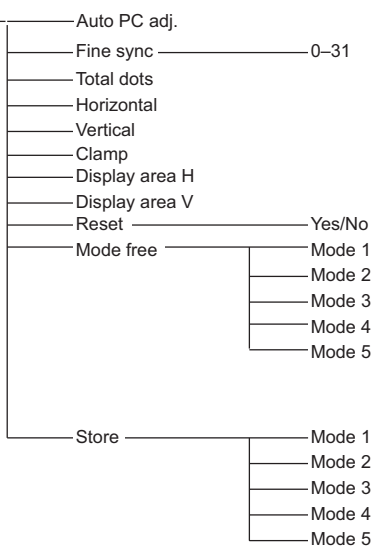 Auto PC adj.
Fine sync 0–31
Total dots
Horizontal
Vertical
Clamp
Display area H
Display area V
Reset Yes/No
Mode free Mode 1
Mode 2
Mode 3
Mode 4
Mode 5
Store Mode 1
Mode 2
Mode 3
Mode 4
Mode 5